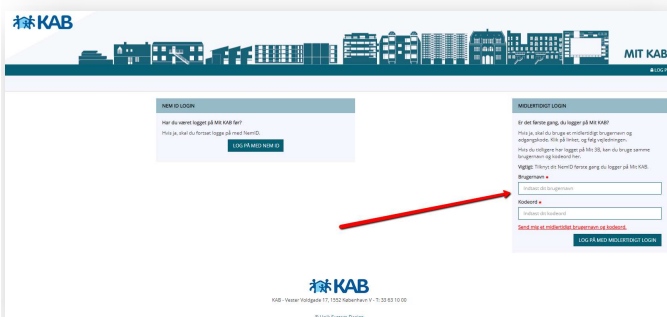 KAB
MIT KAB
LOG P
NEM ID LOGIN
Har du været logget på Mit KAB før?
Hvis ja, skal du fortsat logge på med NemID.
LOG PÅ MED NEM ID
MIDLERTIDIGT LOGIN
Er det første gang, du logger på Mit KAB?
Hvis ja, skal du bruge et midlertidigt brugernavn og
adgangskode. Klik på linket, og følg vejledningen.
Hvis du tidligere har logget på Mit 3B, kan du bruge samme
brugernavn og kodeord her.
Vigtigt: Tilknyt dit NemID første gang du logger på Mit KAB.
Brugernavn
Indtast dit brugernavn
Kodeord
Indtast dit kodeord
Send mig et midlertidigt brugernavn og kodeord.
LOG PÅ MED MIDLERTIDIGT LOGIN
KAB
KAB - Vester Voldgade 17, 1552 København V - T: 33 63 10 00